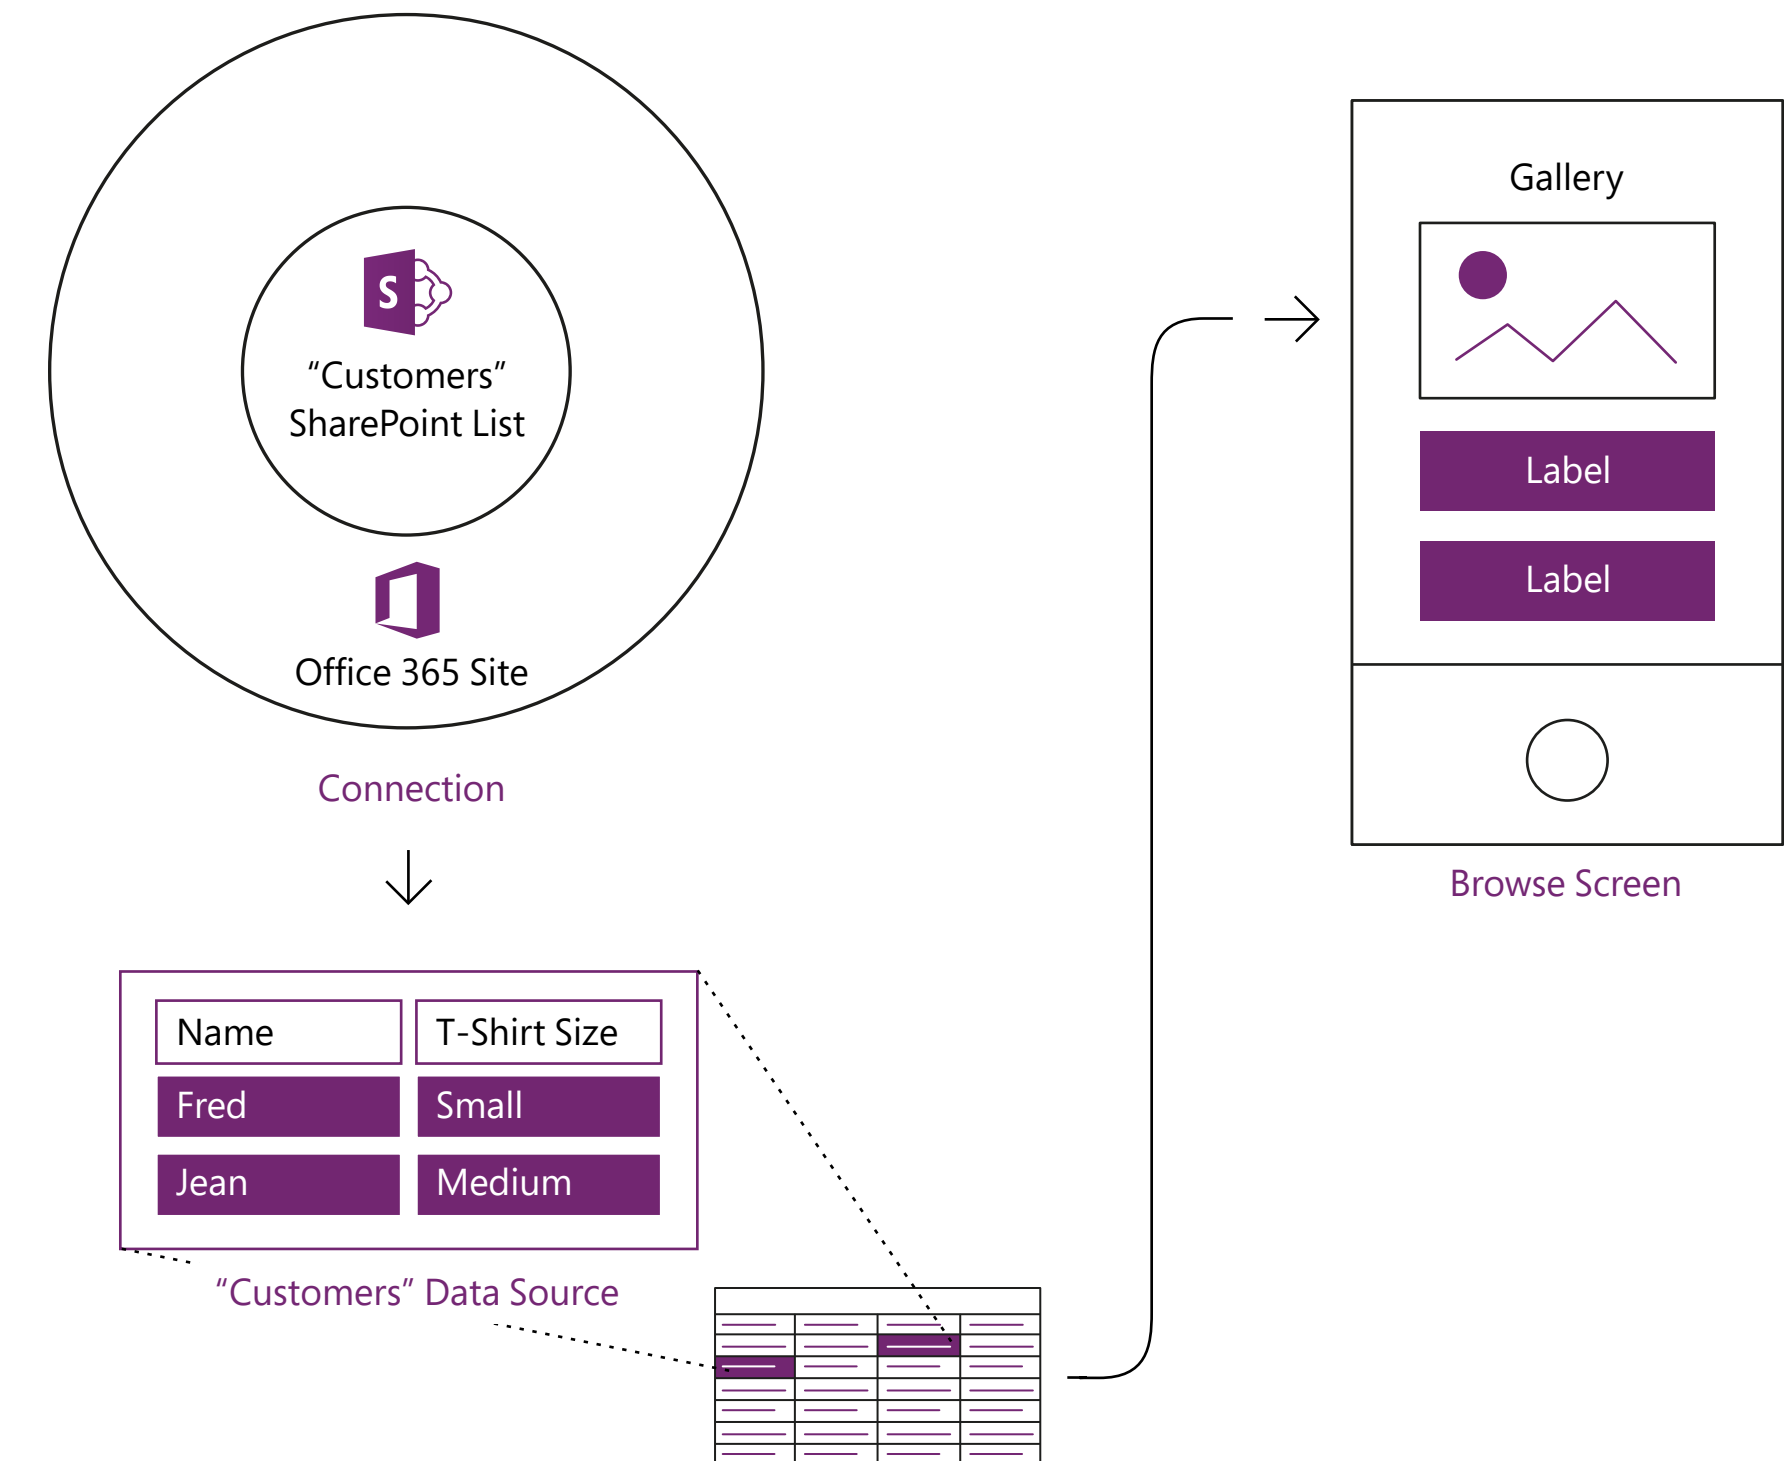 S
“Customers”
SharePoint List
Office 365 Site
Connection
Name T-Shirt Size
Fred Small
Jean Medium
“Customers” Data Source
Gallery
Label
Label
Browse Screen